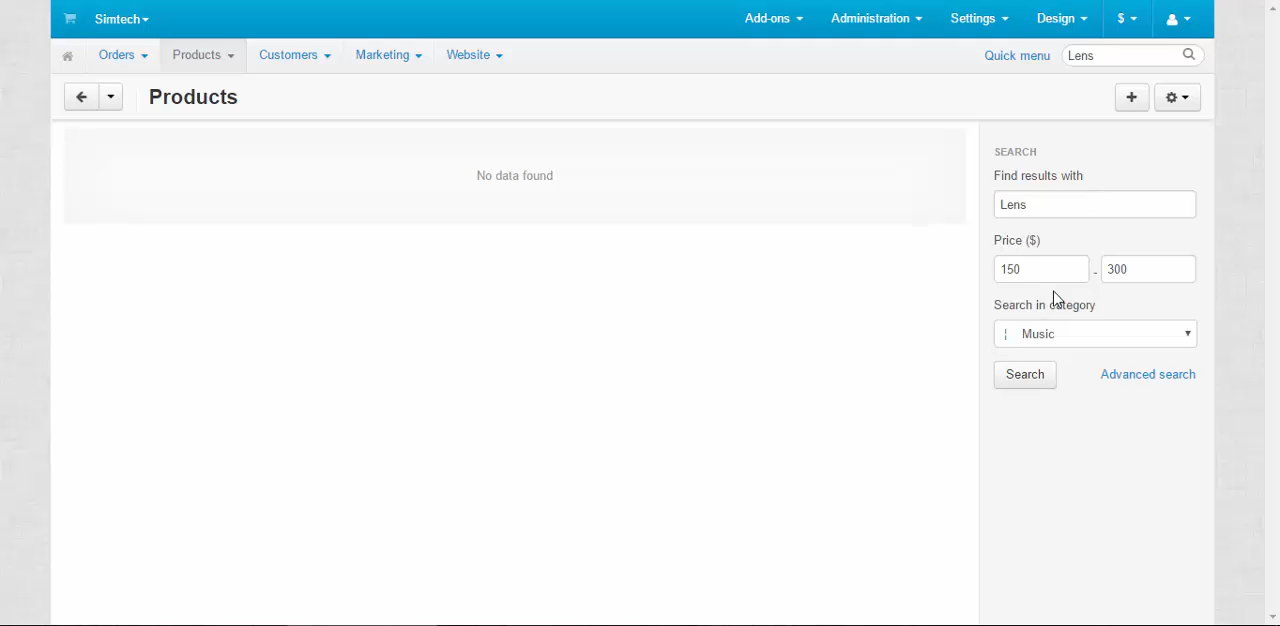 Simtech
Add-ons
Administration
Settings
Design
$
Orders
Products
Customers
Marketing
Website
Quick menu
Lens
Products
No data found
SEARCH
Find results with
Lens
Price ($)
150 - 300
Search in category
¦ Music
Search
Advanced search